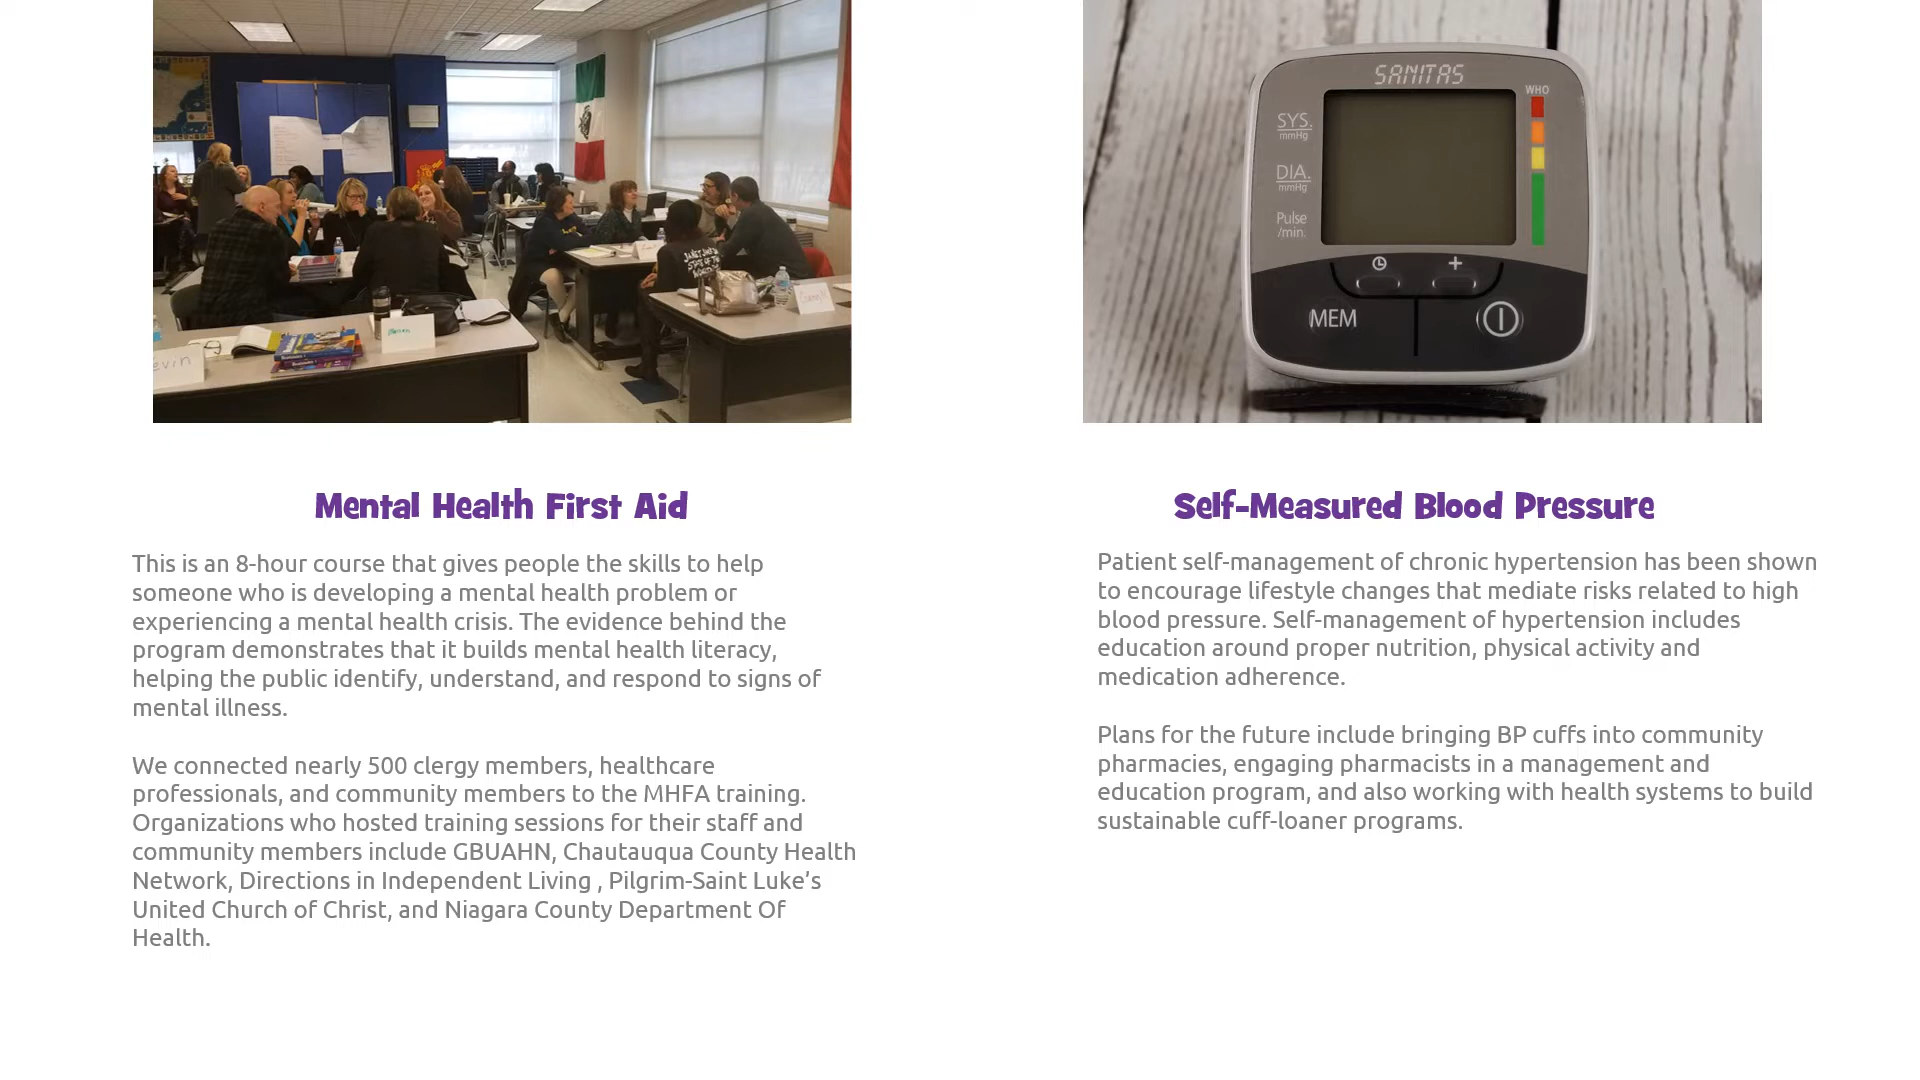 evin
JANET JACKSON
STATE OF THE
WORLD
SANITAS
WHO
SYS.
mmHg
DIA.
mmHg
Pulse
/min.
MEM
Mental Health First Aid
This is an 8-hour course that gives people the skills to help
someone who is developing a mental health problem or
experiencing a mental health crisis. The evidence behind the
program demonstrates that it builds mental health literacy,
helping the public identify, understand, and respond to signs of
mental illness.
We connected nearly 500 clergy members, healthcare
professionals, and community members to the MHFA training.
Organizations who hosted training sessions for their staff and
community members include GBUAHN, Chautauqua County Health
Network, Directions in Independent Living , Pilgrim-Saint Luke’s
United Church of Christ, and Niagara County Department Of
Health.
Self-Measured Blood Pressure
Patient self-management of chronic hypertension has been shown
to encourage lifestyle changes that mediate risks related to high
blood pressure. Self-management of hypertension includes
education around proper nutrition, physical activity and
medication adherence.
Plans for the future include bringing BP cuffs into community
pharmacies, engaging pharmacists in a management and
education program, and also working with health systems to build
sustainable cuff-loaner programs.